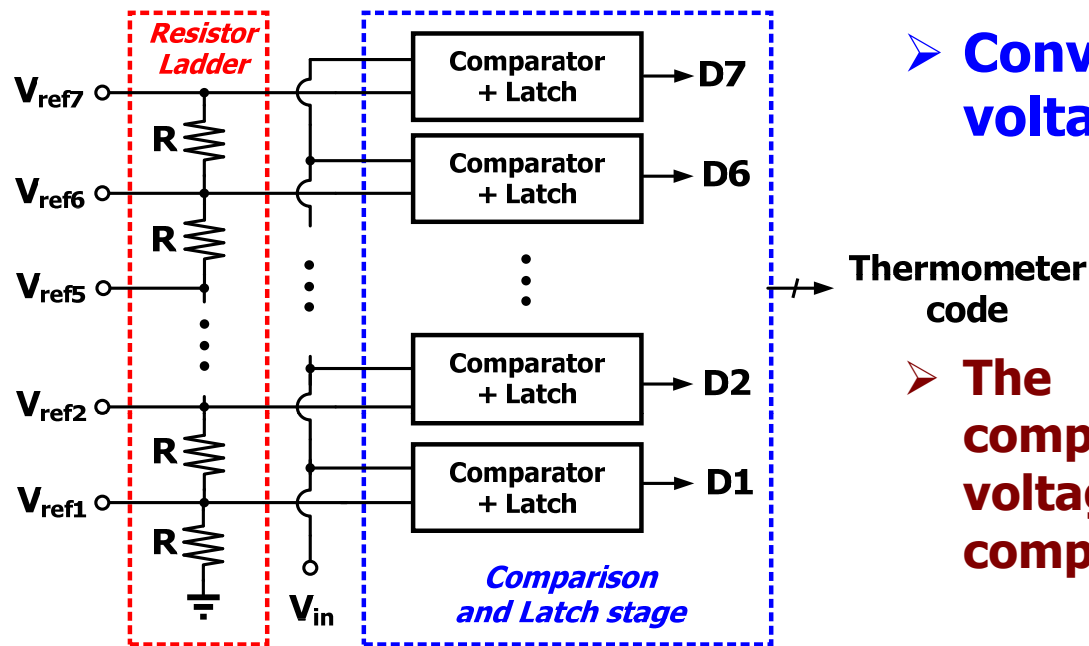 Resistor
Ladder
Comparator
+ Latch
D7
Vref7
R
Comparator
+ Latch
D6
Vref6
R
Vref5
Comparator
+ Latch
D2
Vref2
R
Comparator
+ Latch
D1
Vref1
R
Vin
Comparison
and Latch stage
Thermometer
code
➢ Conv
volta
➢ The
comp
voltag
comp